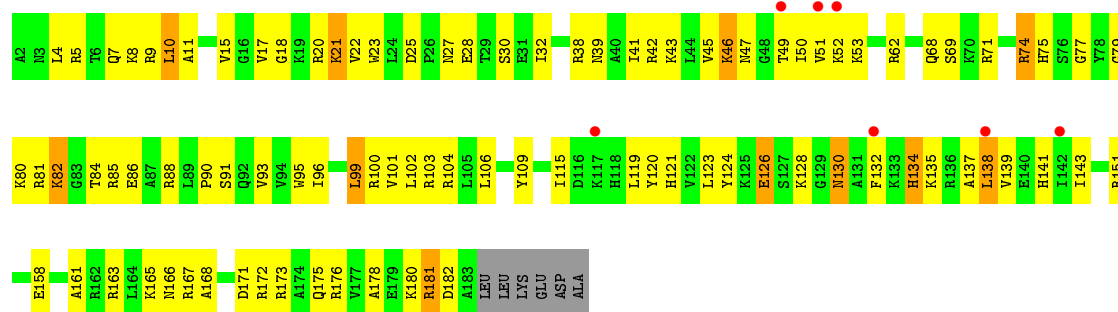 A2 N3 L4 R5 T6 Q7 K8 R9 L10 A11 V15 G16 V17 G18 K19 R20 K21 V22 W23 L24 D25 P26 N27 E28 T29 S30 E31 I32 R38 N39 A40 I41 R42 K43 L44 V45 K46 N47 G48 T49 I50 V51 K52 K53 R62 Q68 S69 K70 R71 R74 H75 S76 G77 Y78 G79
K80 R81 K82 G83 T84 R85 E86 A87 R88 L89 P90 S91 Q92 V93 V94 W95 I96 L99 R100 V101 L102 R103 R104 L105 L106 Y109 I115 D116 K117 H118 L119 Y120 H121 V122 L123 Y124 K125 E126 S127 K128 G129 N130 F132 K133 H134 K135 R136 A137 L138 V139 E140 H141 I142 I143 R151
E158 A161 R162 R163 L164 K165 N166 R167 A168 D171 R172 R173 A174 Q175 R176 V177 A178 E179 K180 R181 D182 A183 LEU LEU LYS GLU ASP ALA